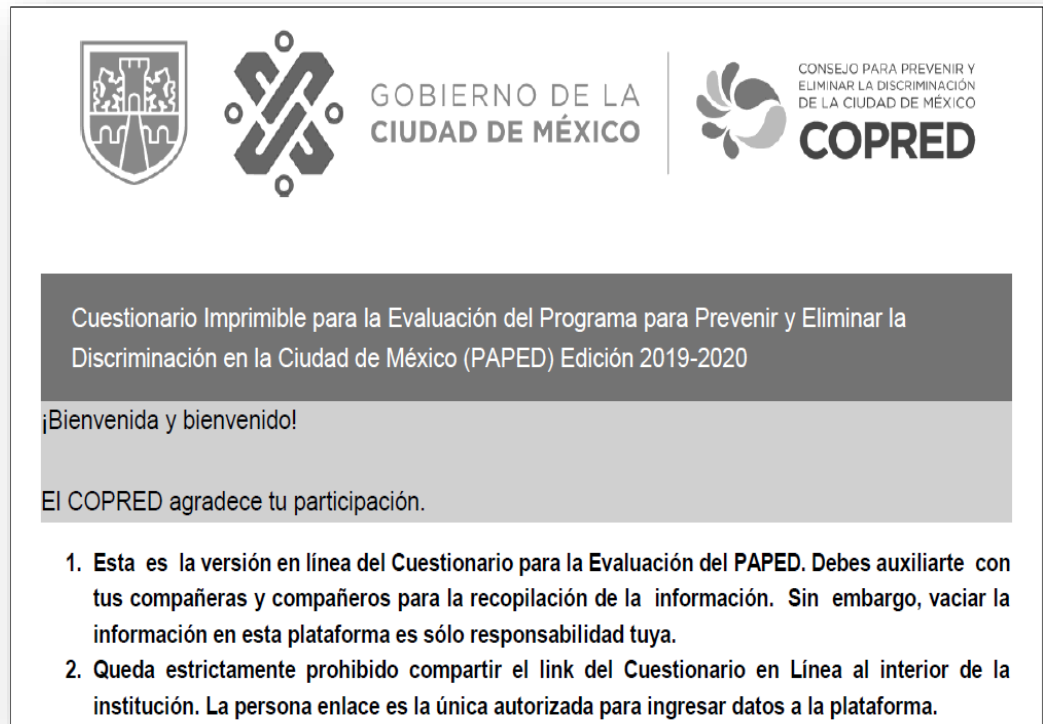 GOBIERNO DE LA
CIUDAD DE MÉXICO
CONSEJO PARA PREVENIR Y
ELIMINAR LA DISCRIMINACIÓN
DE LA CIUDAD DE MÉXICO
COPRED
Cuestionario Imprimible para la Evaluación del Programa para Prevenir y Eliminar la
Discriminación en la Ciudad de México (PAPED) Edición 2019-2020
¡Bienvenida y bienvenido!
El COPRED agradece tu participación.
1. Esta es la versión en línea del Cuestionario para la Evaluación del PAPED. Debes auxiliarte con
tus compañeras y compañeros para la recopilación de la información. Sin embargo, vaciar la
información en esta plataforma es sólo responsabilidad tuya.
2. Queda estrictamente prohibido compartir el link del Cuestionario en Línea al interior de la
institución. La persona enlace es la única autorizada para ingresar datos a la plataforma.